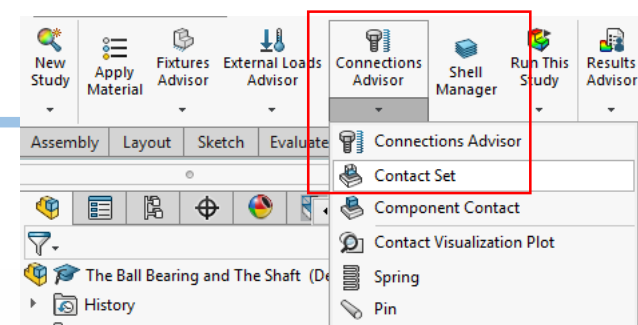 New Study
Apply Material
Fixtures Advisor
External Loads Advisor
Connections Advisor
Shell Manager
Run This Study
Results Advisor
Assembly
Layout
Sketch
Evaluate
Connections Advisor
Contact Set
Component Contact
Contact Visualization Plot
Spring
Pin
The Ball Bearing and The Shaft (De
History